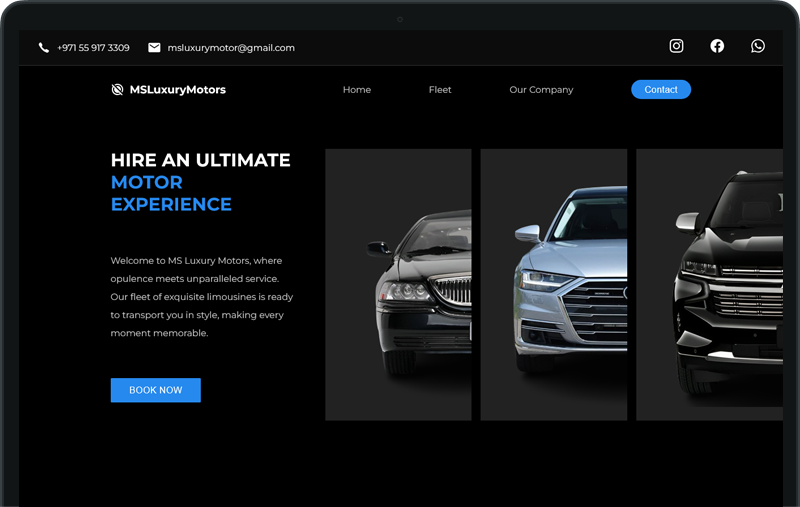 +971 55 917 3309
msluxurymotor@gmail.com
MSLuxuryMotors
Home
Fleet
Our Company
Contact
HIRE AN ULTIMATE
MOTOR
EXPERIENCE
Welcome to MS Luxury Motors, where
opulence meets unparalleled service.
Our fleet of exquisite limousines is ready
to transport you in style, making every
moment memorable.
BOOK NOW